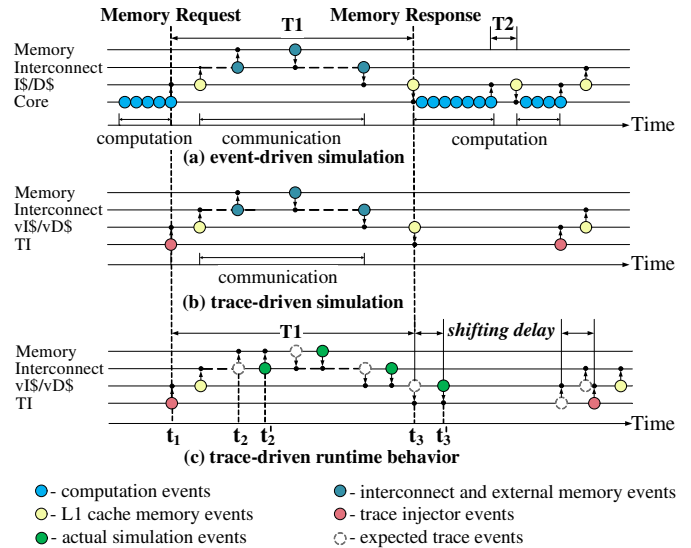 Memory Request
Memory Response
T1
T2
Memory
Interconnect
I$/D$
Core
Time
computation
communication
computation
(a) event-driven simulation
Memory
Interconnect
vI$/vD$
TI
Time
communication
(b) trace-driven simulation
T1
shifting delay
Memory
Interconnect
vI$/vD$
TI
Time
t1 t2 t'2 t3 t'3
(c) trace-driven runtime behavior
- computation events
- interconnect and external memory events
- L1 cache memory events
- trace injector events
- actual simulation events
- expected trace events